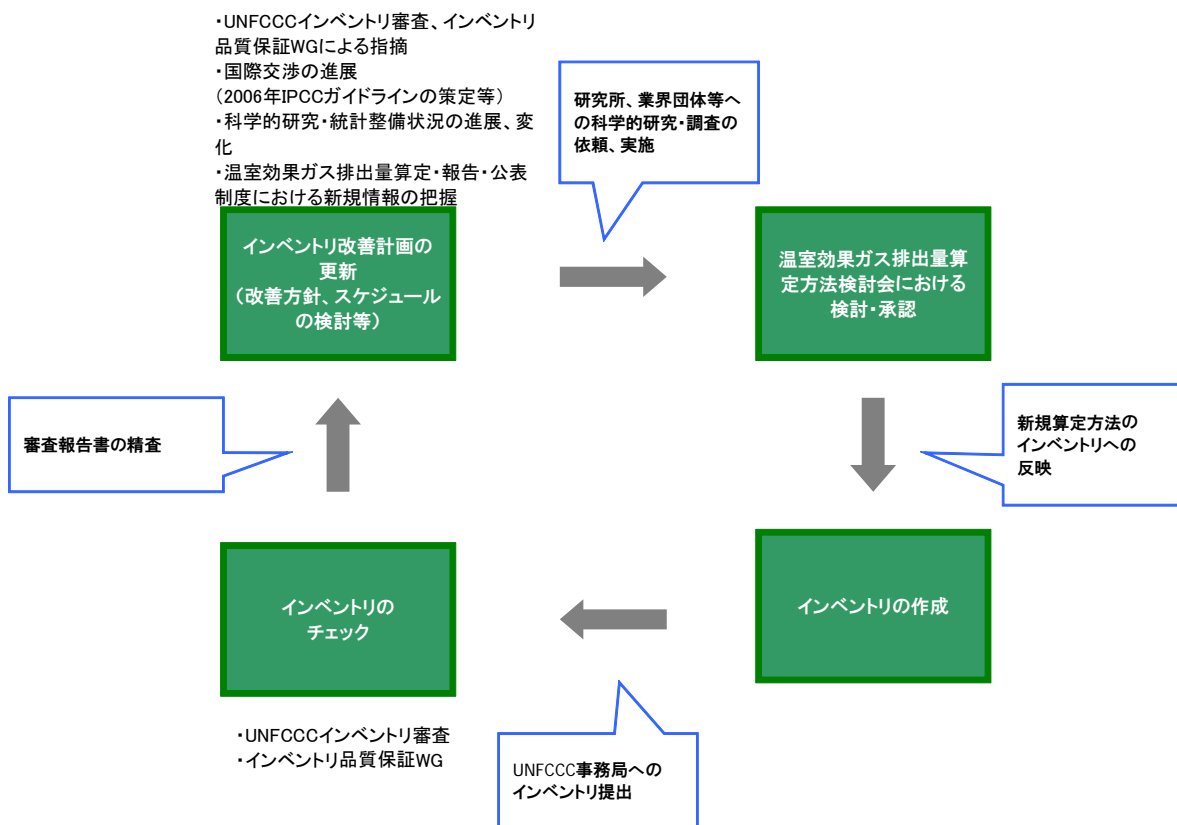 ・UNFCCCインベントリ審査、インベントリ
品質保証WGによる指摘
・国際交渉の進展
（2006年IPCCガイドラインの策定等）
・科学的研究・統計整備状況の進展、変
化
・温室効果ガス排出量算定・報告・公表
制度における新規情報の把握
研究所、業界団体等へ
の科学的研究・調査の
依頼、実施
インベントリ改善計画の
更新
（改善方針、スケジュール
の検討等）
温室効果ガス排出量算
定方法検討会における
検討・承認
審査報告書の精査
新規算定方法の
インベントリへの
反映
インベントリの
チェック
インベントリの作成
・UNFCCCインベントリ審査
・インベントリ品質保証WG
UNFCCC事務局への
インベントリ提出